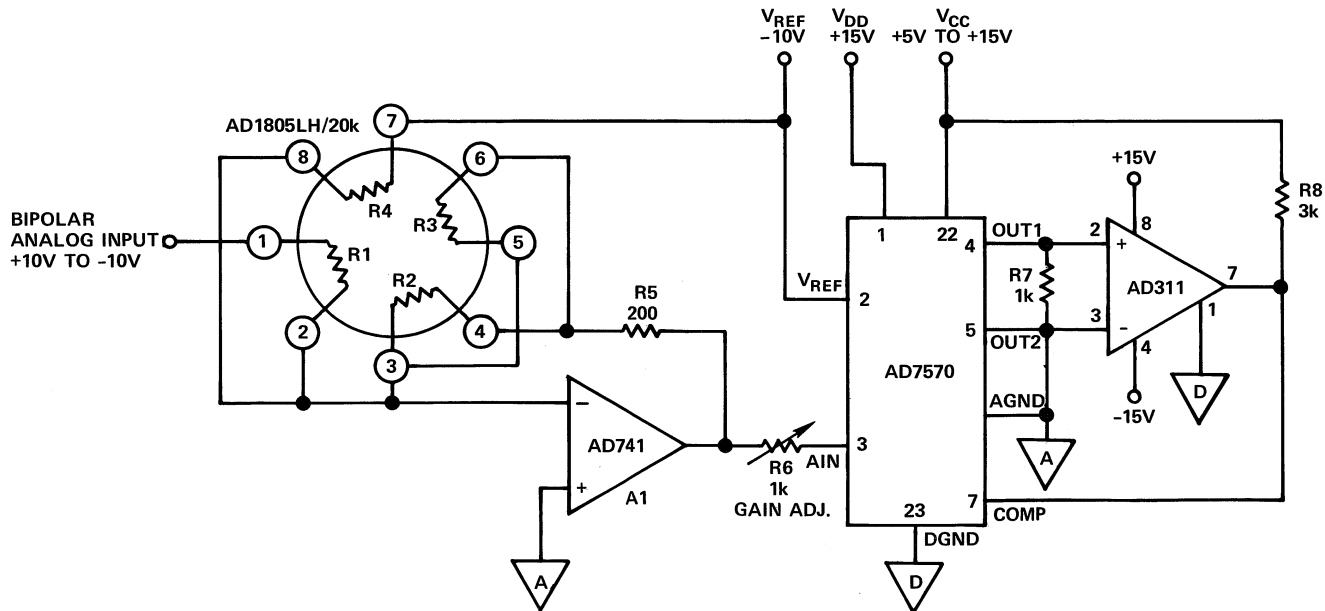 VREF
-10V
VDD
+15V
VCC
+5V TO +15V
AD1805LH/20k
7
8
6
R4
R3
BIPOLAR
ANALOG INPUT
+10V TO -10V
1
R1
5
R2
2
4
3
R5
200
-
AD741
+
A1
A
R6
1k
GAIN ADJ.
AIN
VREF
1
22
2
3
4
5
7
23
AD7570
OUT1
OUT2
AGND
COMP
DGND
D
R7
1k
A
+15V
8
2
+
AD311
7
3
-
1
4
-15V
D
R8
3k